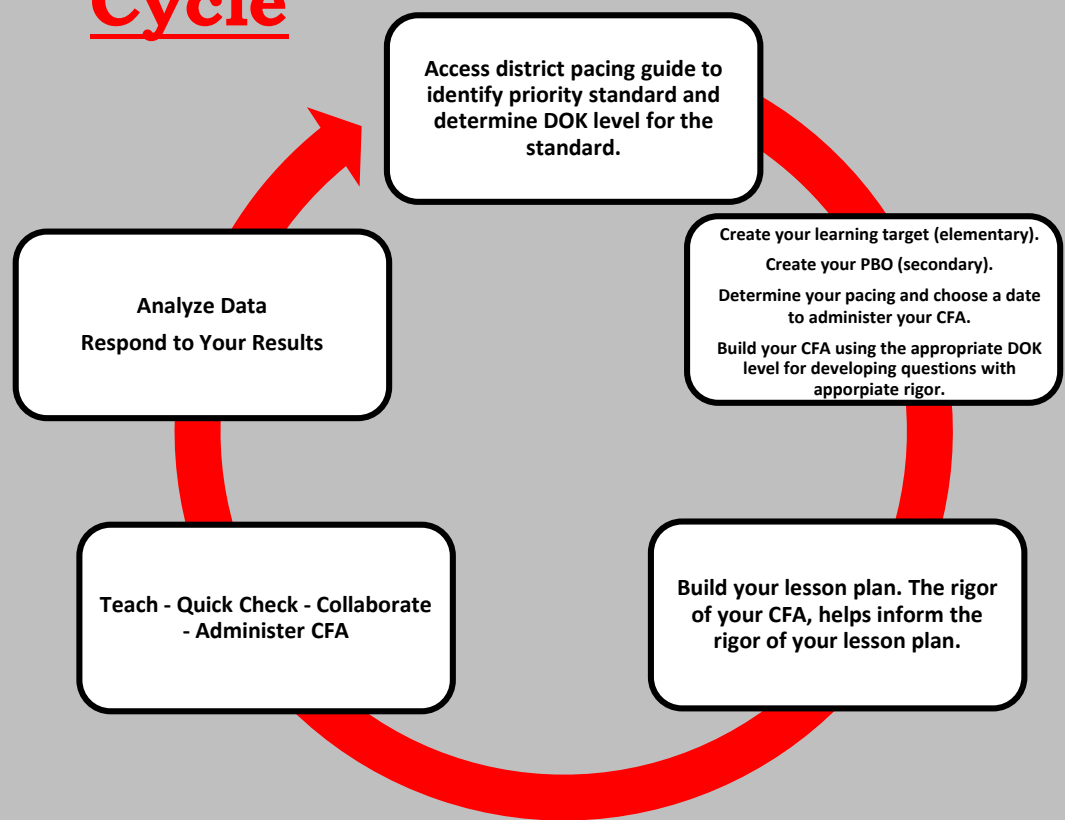 Cycle
Access district pacing guide to
identify priority standard and
determine DOK level for the
standard.
Create your learning target (elementary).
Create your PBO (secondary).
Determine your pacing and choose a date
to administer your CFA.
Build your CFA using the appropriate DOK
level for developing questions with
apporpiate rigor.
Build your lesson plan. The rigor
of your CFA, helps inform the
rigor of your lesson plan.
Teach - Quick Check - Collaborate
- Administer CFA
Analyze Data
Respond to Your Results